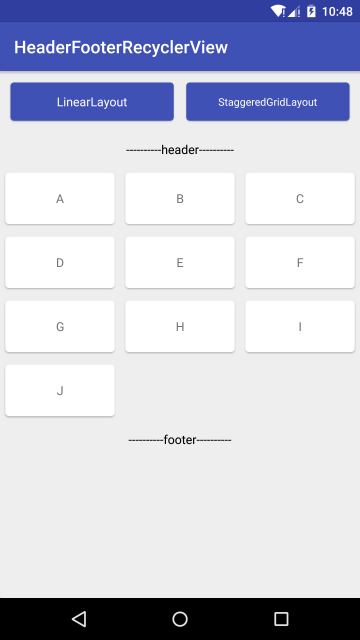 10:48
HeaderFooterRecyclerView
LinearLayout StaggeredGridLayout
----------header----------
A B C
D E F
G H I
J
----------footer----------